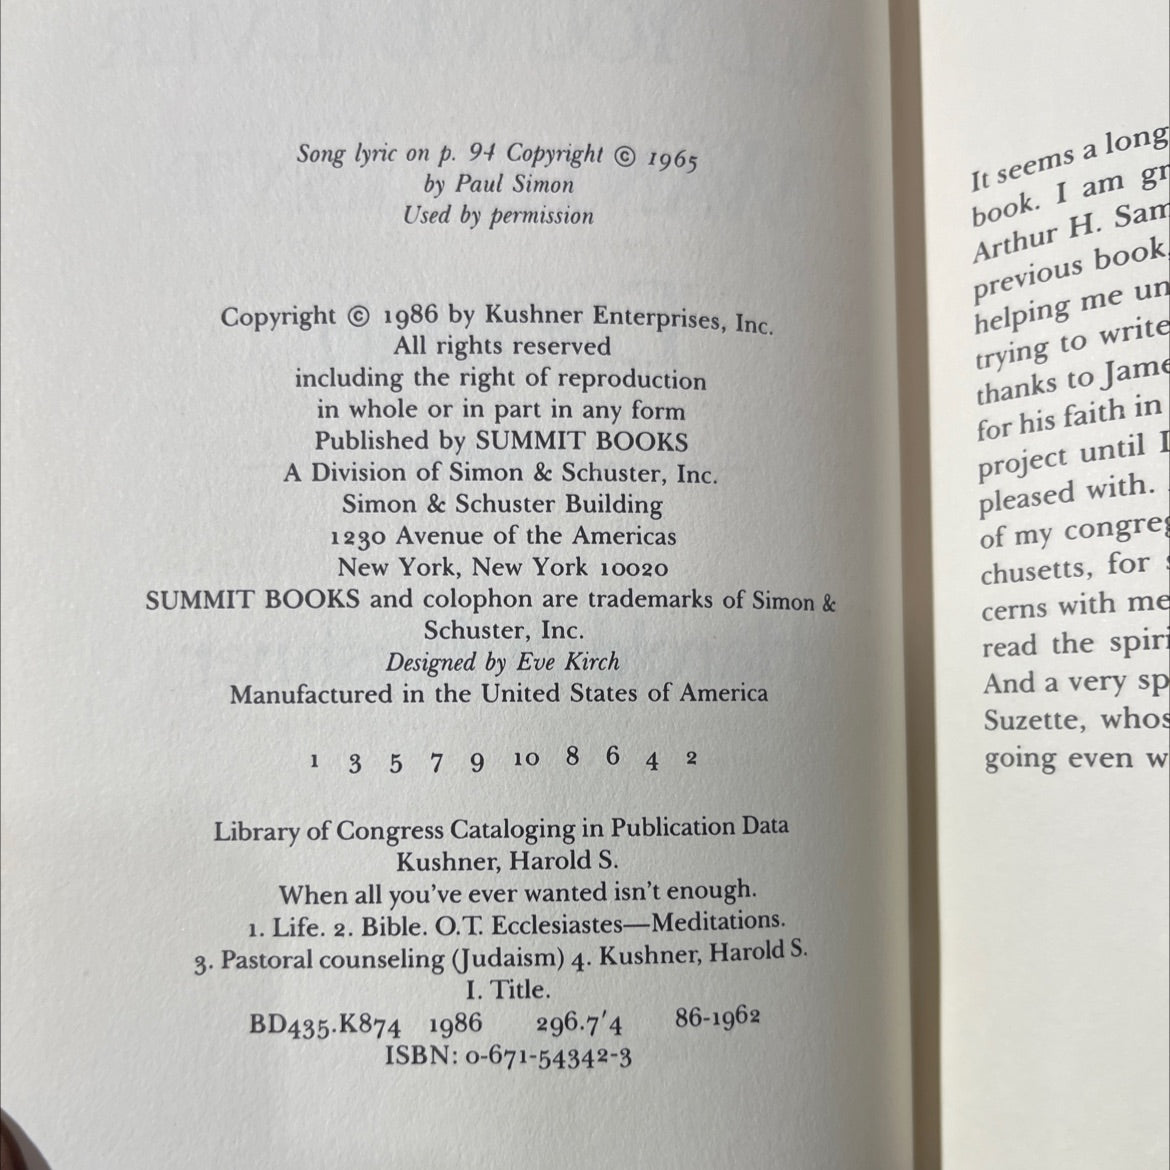 Song lyric on p. 94 Copyright © 1965
by Paul Simon
Used by permission
Copyright © 1986 by Kushner Enterprises, Inc.
All rights reserved
including the right of reproduction
in whole or in part in any form
Published by SUMMIT BOOKS
A Division of Simon & Schuster, Inc.
Simon & Schuster Building
1230 Avenue of the Americas
New York, New York 10020
SUMMIT BOOKS and colophon are trademarks of Simon &
Schuster, Inc.
Designed by Eve Kirch
Manufactured in the United States of America
1 3 5 7 9 10 8 6 4 2
Library of Congress Cataloging in Publication Data
Kushner, Harold S.
When all you've ever wanted isn't enough.
1. Life. 2. Bible. O.T. Ecclesiastes—Meditations.
3. Pastoral counseling (Judaism) 4. Kushner, Harold S.
I. Title.
BD435.K874 1986 296.7′4 86-1962
ISBN: 0-671-54342-3
It seems a long
book. I am gr
Arthur H. Sam
previous book,
helping me un
trying to write
thanks to Jame
for his faith in
project until I
pleased with.
of my congreg
chusetts, for
cerns with me
read the spiri
And a very sp
Suzette, whos
going even w